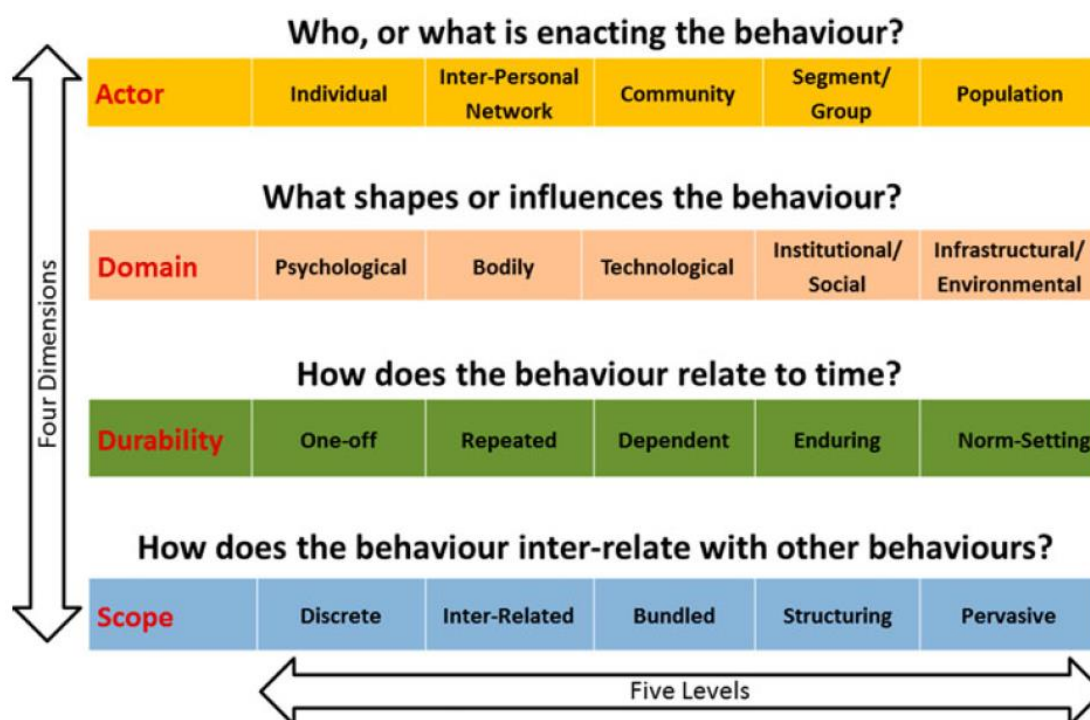 Who, or what is enacting the behaviour?
Actor
Individual
Inter-Personal
Network
Community
Segment/
Group
Population
What shapes or influences the behaviour?
Domain
Psychological
Bodily
Technological
Institutional/
Social
Infrastructural/
Environmental
How does the behaviour relate to time?
Durability
One-off
Repeated
Dependent
Enduring
Norm-Setting
How does the behaviour inter-relate with other behaviours?
Scope
Discrete
Inter-Related
Bundled
Structuring
Pervasive
Four Dimensions
Five Levels